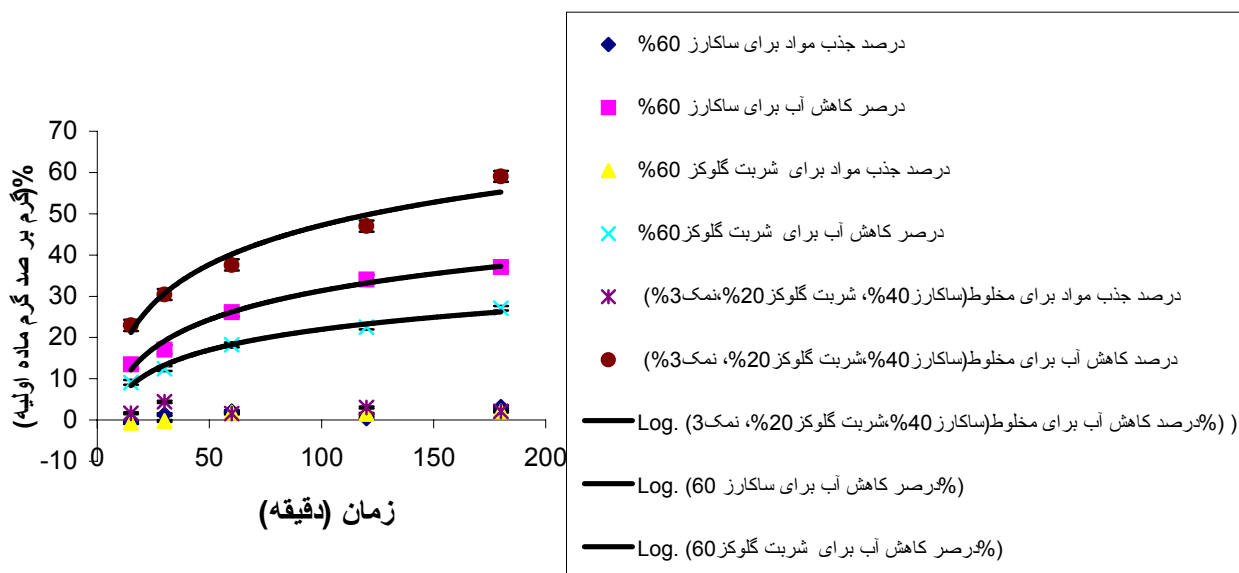 %(گرم بر صد گرم ماده اولیه)
70
60
50
40
30
20
10
0
-10
0
50
100
150
200
زمان (دقیقه)
درصد جذب مواد برای ساکارز 60%
درصر کاهش آب برای ساکارز 60%
درصد جذب مواد برای شربت گلوکز 60%
درصر کاهش آب برای شربت گلوکز60%
درصد جذب مواد برای مخلوط(ساکارز40%، شربت گلوکز20%،نمک3%)
درصد کاهش آب برای مخلوط(ساکارز40%،شربت گلوکز20%، نمک3%)
Log. (درصد کاهش آب برای مخلوط(ساکارز40%،شربت گلوکز20%، نمک3%) )
Log. (درصر کاهش آب برای ساکارز 60%)
Log. (درصر کاهش آب برای شربت گلوکز60%)